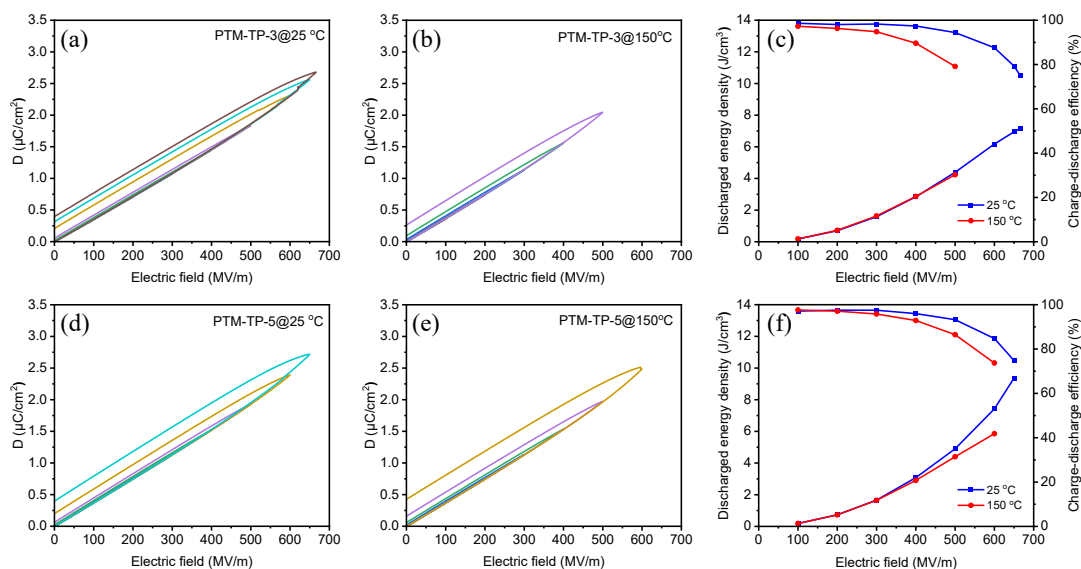 (a)
PTM-TP-3@25 °C
D (µC/cm²)
3.5
3.0
2.5
2.0
1.5
1.0
0.5
0.0
0 100 200 300 400 500 600 700
Electric field (MV/m)
(b)
PTM-TP-3@150°C
D (µC/cm²)
3.5
3.0
2.5
2.0
1.5
1.0
0.5
0.0
0 100 200 300 400 500 600 700
Electric field (MV/m)
(c)
Discharged energy density (J/cm³)
14
12
10
8
6
4
2
0
25 °C
150 °C
100
80
60
40
20
0
Charge-discharge efficiency (%)
0 100 200 300 400 500 600 700
Electric field (MV/m)
(d)
PTM-TP-5@25 °C
D (µC/cm²)
3.5
3.0
2.5
2.0
1.5
1.0
0.5
0.0
0 100 200 300 400 500 600 700
Electric field (MV/m)
(e)
PTM-TP-5@150°C
D (µC/cm²)
3.5
3.0
2.5
2.0
1.5
1.0
0.5
0.0
0 100 200 300 400 500 600 700
Electric field (MV/m)
(f)
Discharged energy density (J/cm³)
14
12
10
8
6
4
2
0
25 °C
150 °C
100
80
60
40
20
0
Charge-discharge efficiency (%)
0 100 200 300 400 500 600 700
Electric field (MV/m)